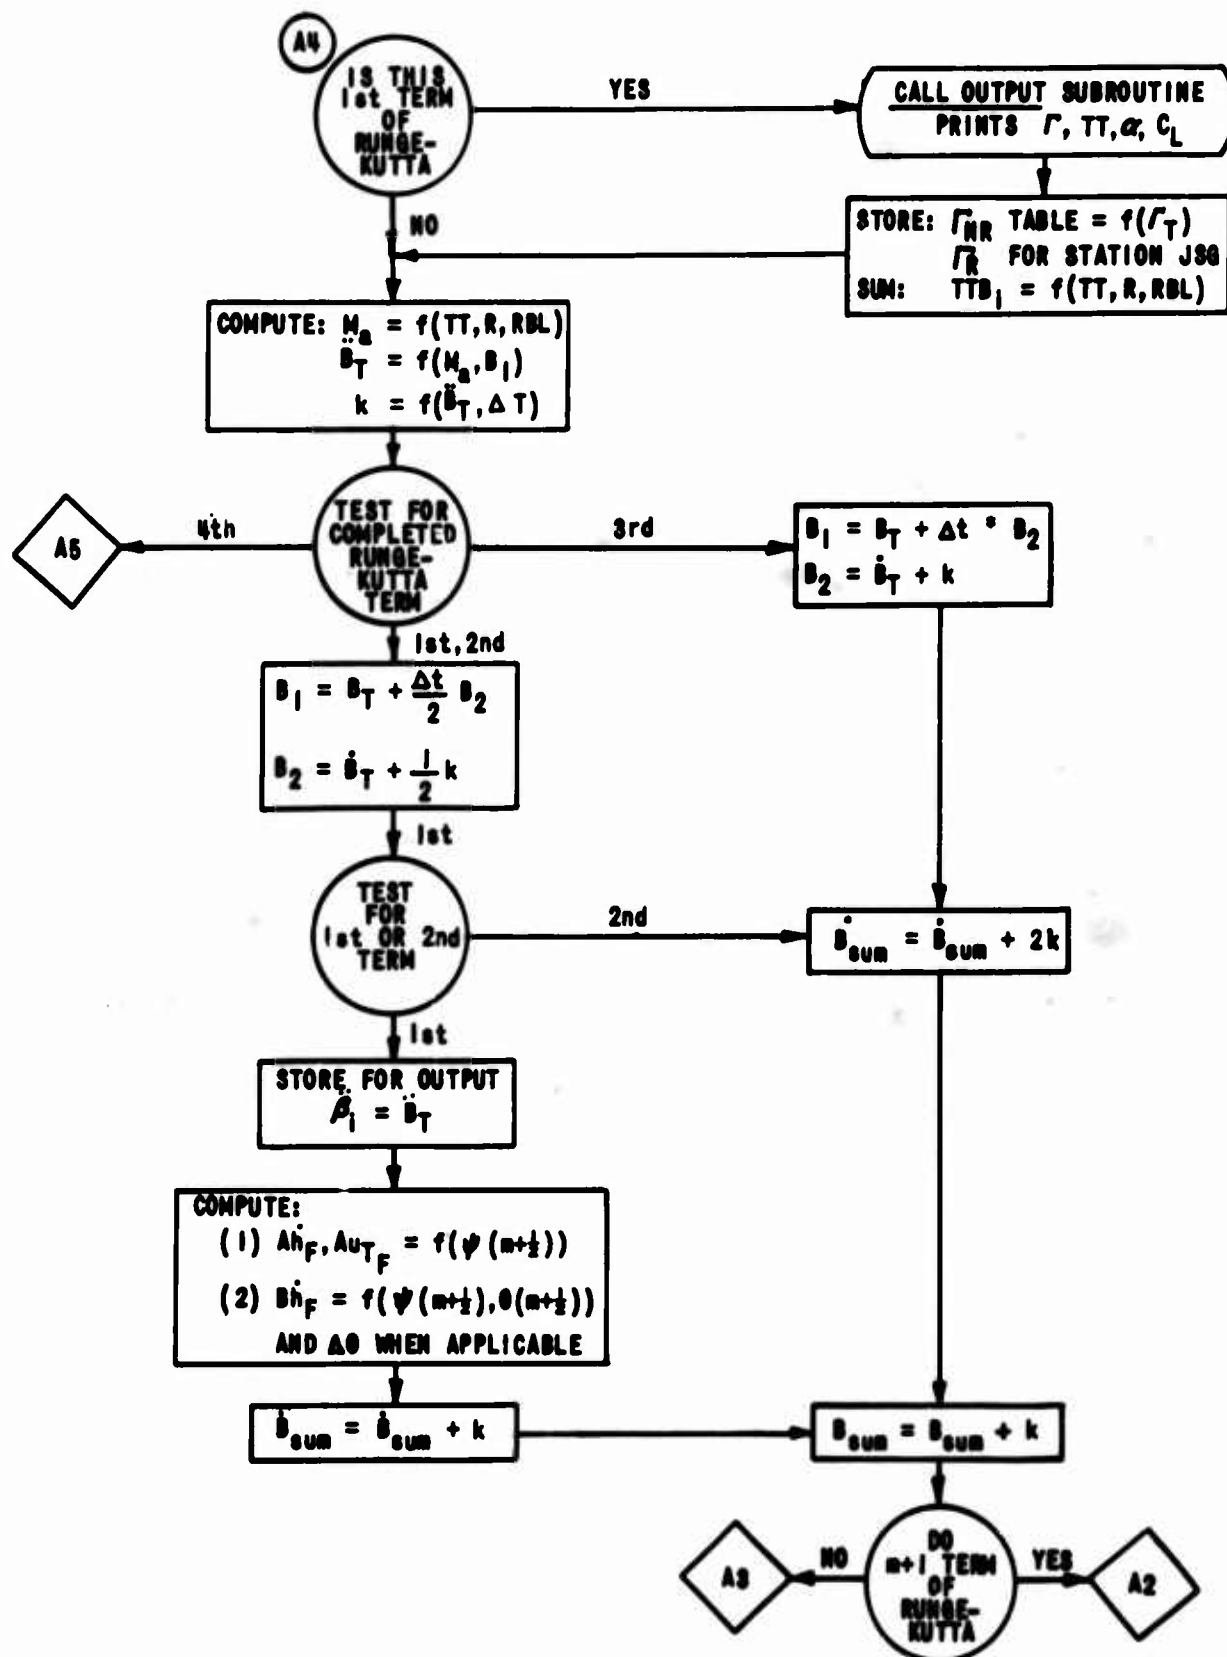 A4
IS THIS
1st TERM
OF
RUNGE-
KUTTA
YES
CALL OUTPUT SUBROUTINE
PRINTS Γ, TT, α, C_L
NO
STORE: Γ_NR TABLE = f(Γ_T)
Γ_R FOR STATION JSG
SUM: TTB_i = f(TT, R, RBL)
COMPUTE: M_a = f(TT, R, RBL)
B̈_T = f(M_a, B_1)
k = f(B̈_T, Δ T)
A5
4th
TEST FOR
COMPLETED
RUNGE-
KUTTA
TERM
3rd
B_1 = B_T + Δt * B_2
B_2 = Ḃ_T + k
1st, 2nd
B_1 = B_T + Δt/2 B_2
B_2 = Ḃ_T + 1/2 k
1st
TEST
FOR
1st OR 2nd
TERM
2nd
Ḃ_sum = Ḃ_sum + 2k
1st
STORE FOR OUTPUT
β̈_i = B̈_T
COMPUTE:
(1) Aḣ_F, Au_T_F = f(ψ(m+½))
(2) Bḣ_F = f(ψ(m+½), θ(m+½))
AND Δθ WHEN APPLICABLE
Ḃ_sum = Ḃ_sum + k
B_sum = B_sum + k
A3
NO
DO
m+1 TERM
OF
RUNGE-
KUTTA
YES
A2